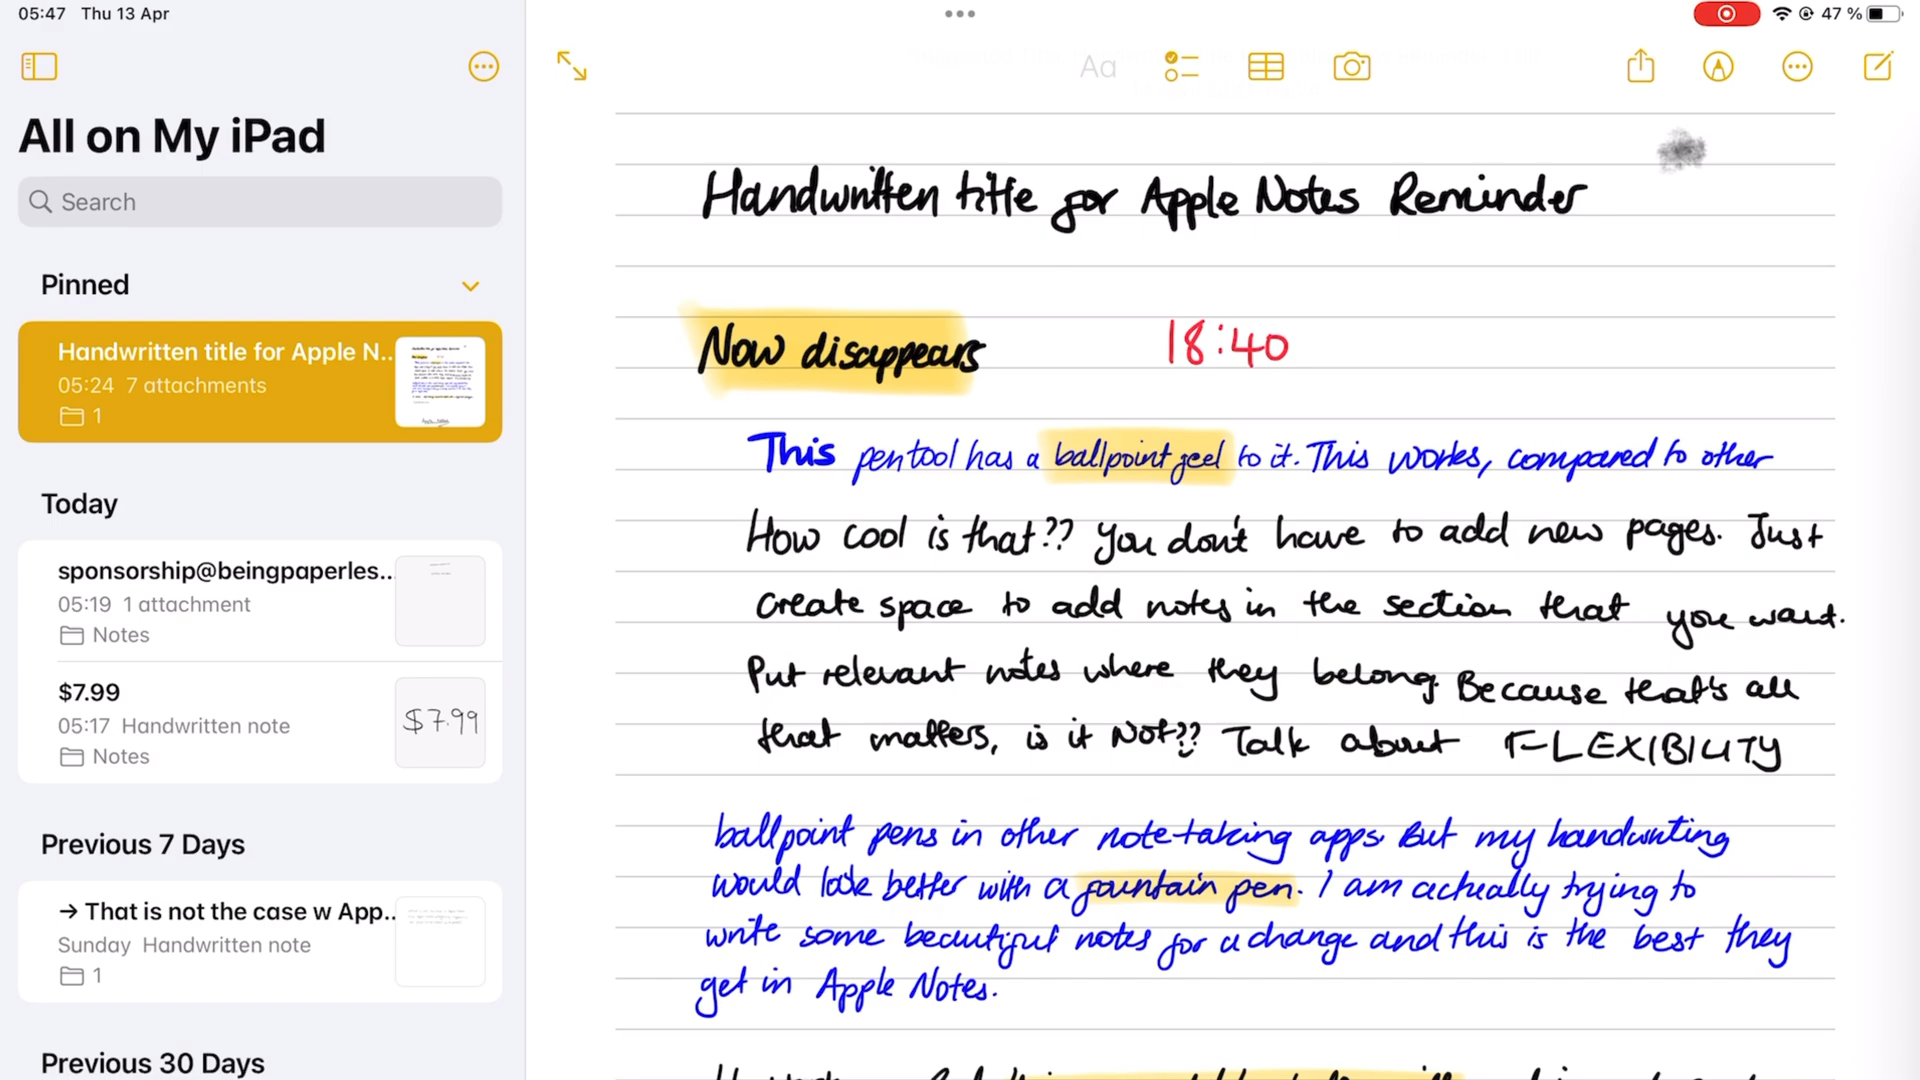 05:47 Thu 13 Apr
47 %
Aa
All on My iPad
Search
Pinned
Handwritten title for Apple N...
05:24 7 attachments
1
Today
sponsorship@beingpaperles...
05:19 1 attachment
Notes
$7.99
05:17 Handwritten note
Notes
$7.99
Previous 7 Days
→ That is not the case w App...
Sunday Handwritten note
1
Previous 30 Days
Handwritten title for Apple Notes Reminder
Now disappears 18:40
This pen tool has a ballpoint feel to it. This works, compared to other
How cool is that?? You don't have to add new pages. Just
create space to add notes in the section that you want.
Put relevant notes where they belong. Because that's all
that matters, is it Not?? Talk about FLEXIBILITY
ballpoint pens in other note-taking apps. But my handwriting
would look better with a fountain pen. I am actually trying to
write some beautiful notes for a change and this is the best they
get in Apple Notes.